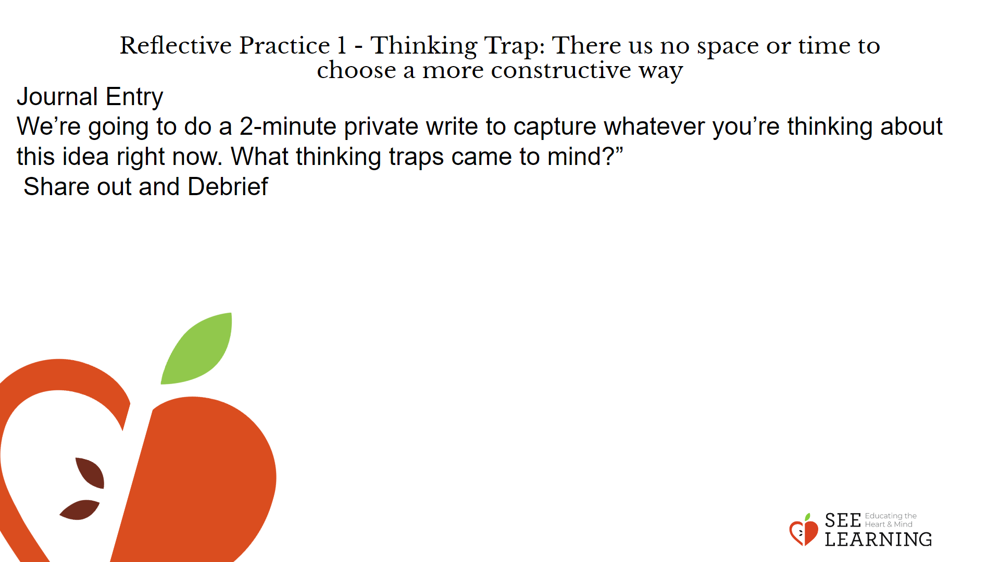 Reflective Practice 1 - Thinking Trap: There us no space or time to
choose a more constructive way
Journal Entry
We’re going to do a 2-minute private write to capture whatever you’re thinking about
this idea right now. What thinking traps came to mind?”
Share out and Debrief
SEE Educating the
Heart & Mind
LEARNING